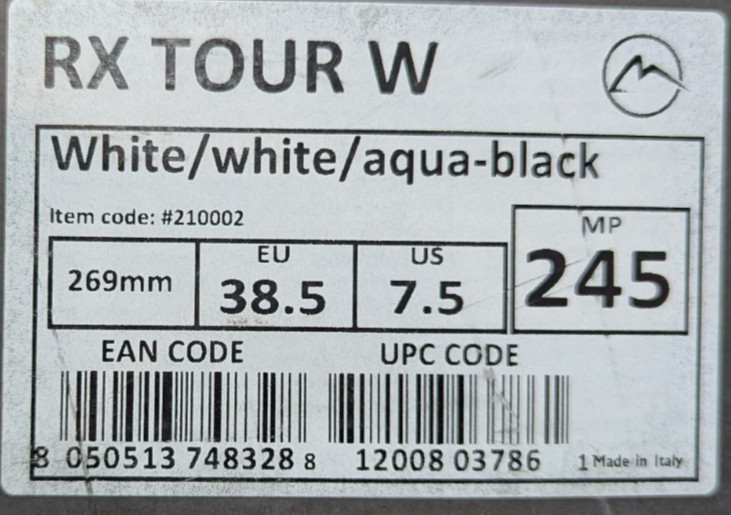 RX TOUR W
White/white/aqua-black
Item code: #210002
MP
245
269mm
EU
38.5
US
7.5
EAN CODE
UPC CODE
8 050513 748328 8 12008 03786 1 Made in Italy